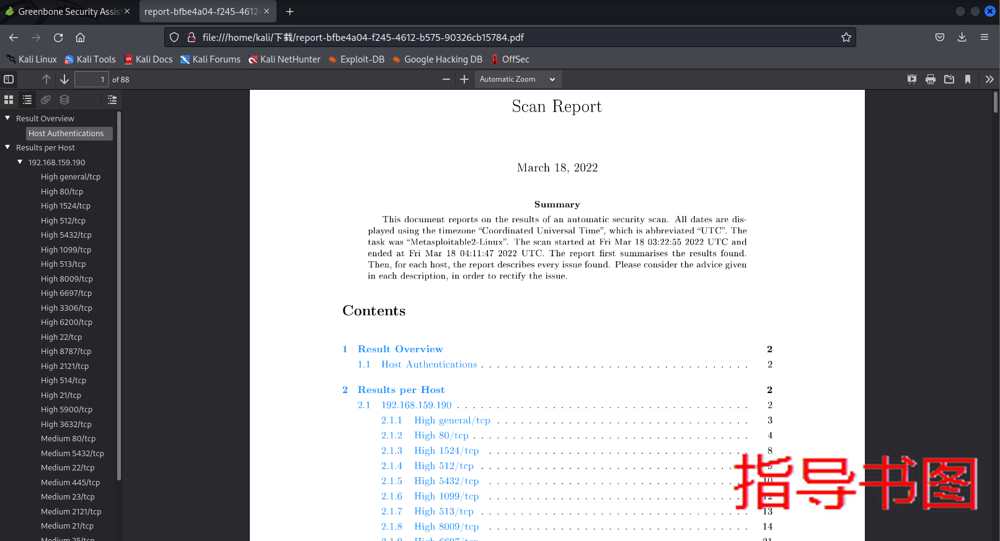 Greenbone Security Assis
report-bfbe4a04-f245-4612-
file:///home/kali/下载/report-bfbe4a04-f245-4612-b575-90326cb15784.pdf
Kali Linux Kali Tools Kali Docs Kali Forums Kali NetHunter Exploit-DB Google Hacking DB OffSec
1 of 88 Automatic Zoom
Result Overview
Host Authentications
Results per Host
192.168.159.190
High general/tcp
High 80/tcp
High 1524/tcp
High 512/tcp
High 5432/tcp
High 1099/tcp
High 513/tcp
High 8009/tcp
High 6697/tcp
High 3306/tcp
High 6200/tcp
High 22/tcp
High 8787/tcp
High 2121/tcp
High 514/tcp
High 21/tcp
High 5900/tcp
High 3632/tcp
Medium 80/tcp
Medium 5432/tcp
Medium 22/tcp
Medium 445/tcp
Medium 23/tcp
Medium 2121/tcp
Medium 21/tcp
Medium 25/tcp
Scan Report
March 18, 2022
Summary
This document reports on the results of an automatic security scan. All dates are dis-
played using the timezone “Coordinated Universal Time”, which is abbreviated “UTC”. The
task was “Metasploitable2-Linux”. The scan started at Fri Mar 18 03:22:55 2022 UTC and
ended at Fri Mar 18 04:11:47 2022 UTC. The report first summarises the results found.
Then, for each host, the report describes every issue found. Please consider the advice given
in each description, in order to rectify the issue.
Contents
1 Result Overview 2
1.1 Host Authentications . . . . . . . . . . . . . . . . . . . . . . . . . . . . . . . . . . 2
2 Results per Host 2
2.1 192.168.159.190 . . . . . . . . . . . . . . . . . . . . . . . . . . . . . . . . . . . . . 2
2.1.1 High general/tcp . . . . . . . . . . . . . . . . . . . . . . . . . . . . . . . . 3
2.1.2 High 80/tcp . . . . . . . . . . . . . . . . . . . . . . . . . . . . . . . . . . . 4
2.1.3 High 1524/tcp . . . . . . . . . . . . . . . . . . . . . . . . . . . . . . . . . 8
2.1.4 High 512/tcp . . . . . . . . . . . . . . . . . . . . . . . . . . . . . . . . . . 9
2.1.5 High 5432/tcp . . . . . . . . . . . . . . . . . . . . . . . . . . . . . . . . . 10
2.1.6 High 1099/tcp . . . . . . . . . . . . . . . . . . . . . . . . . . . . . . . . . 12
2.1.7 High 513/tcp . . . . . . . . . . . . . . . . . . . . . . . . . . . . . . . . . . 13
2.1.8 High 8009/tcp . . . . . . . . . . . . . . . . . . . . . . . . . . . . . . . . . 14
2.1.9 High 6697/tcp . . . . . . . . . . . . . . . . . . . . . . . . . . . . . . . . . 21
指导书图